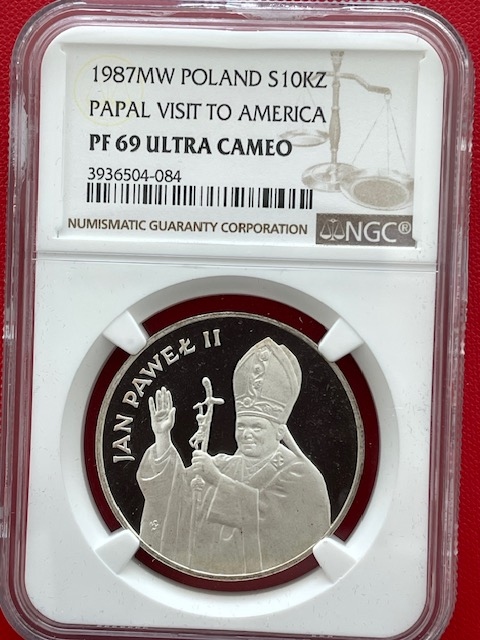 1987MW POLAND S10KZ
PAPAL VISIT TO AMERICA
PF 69 ULTRA CAMEO
3936504-084
NUMISMATIC GUARANTY CORPORATION
NGC®
JAN PAWEŁ II